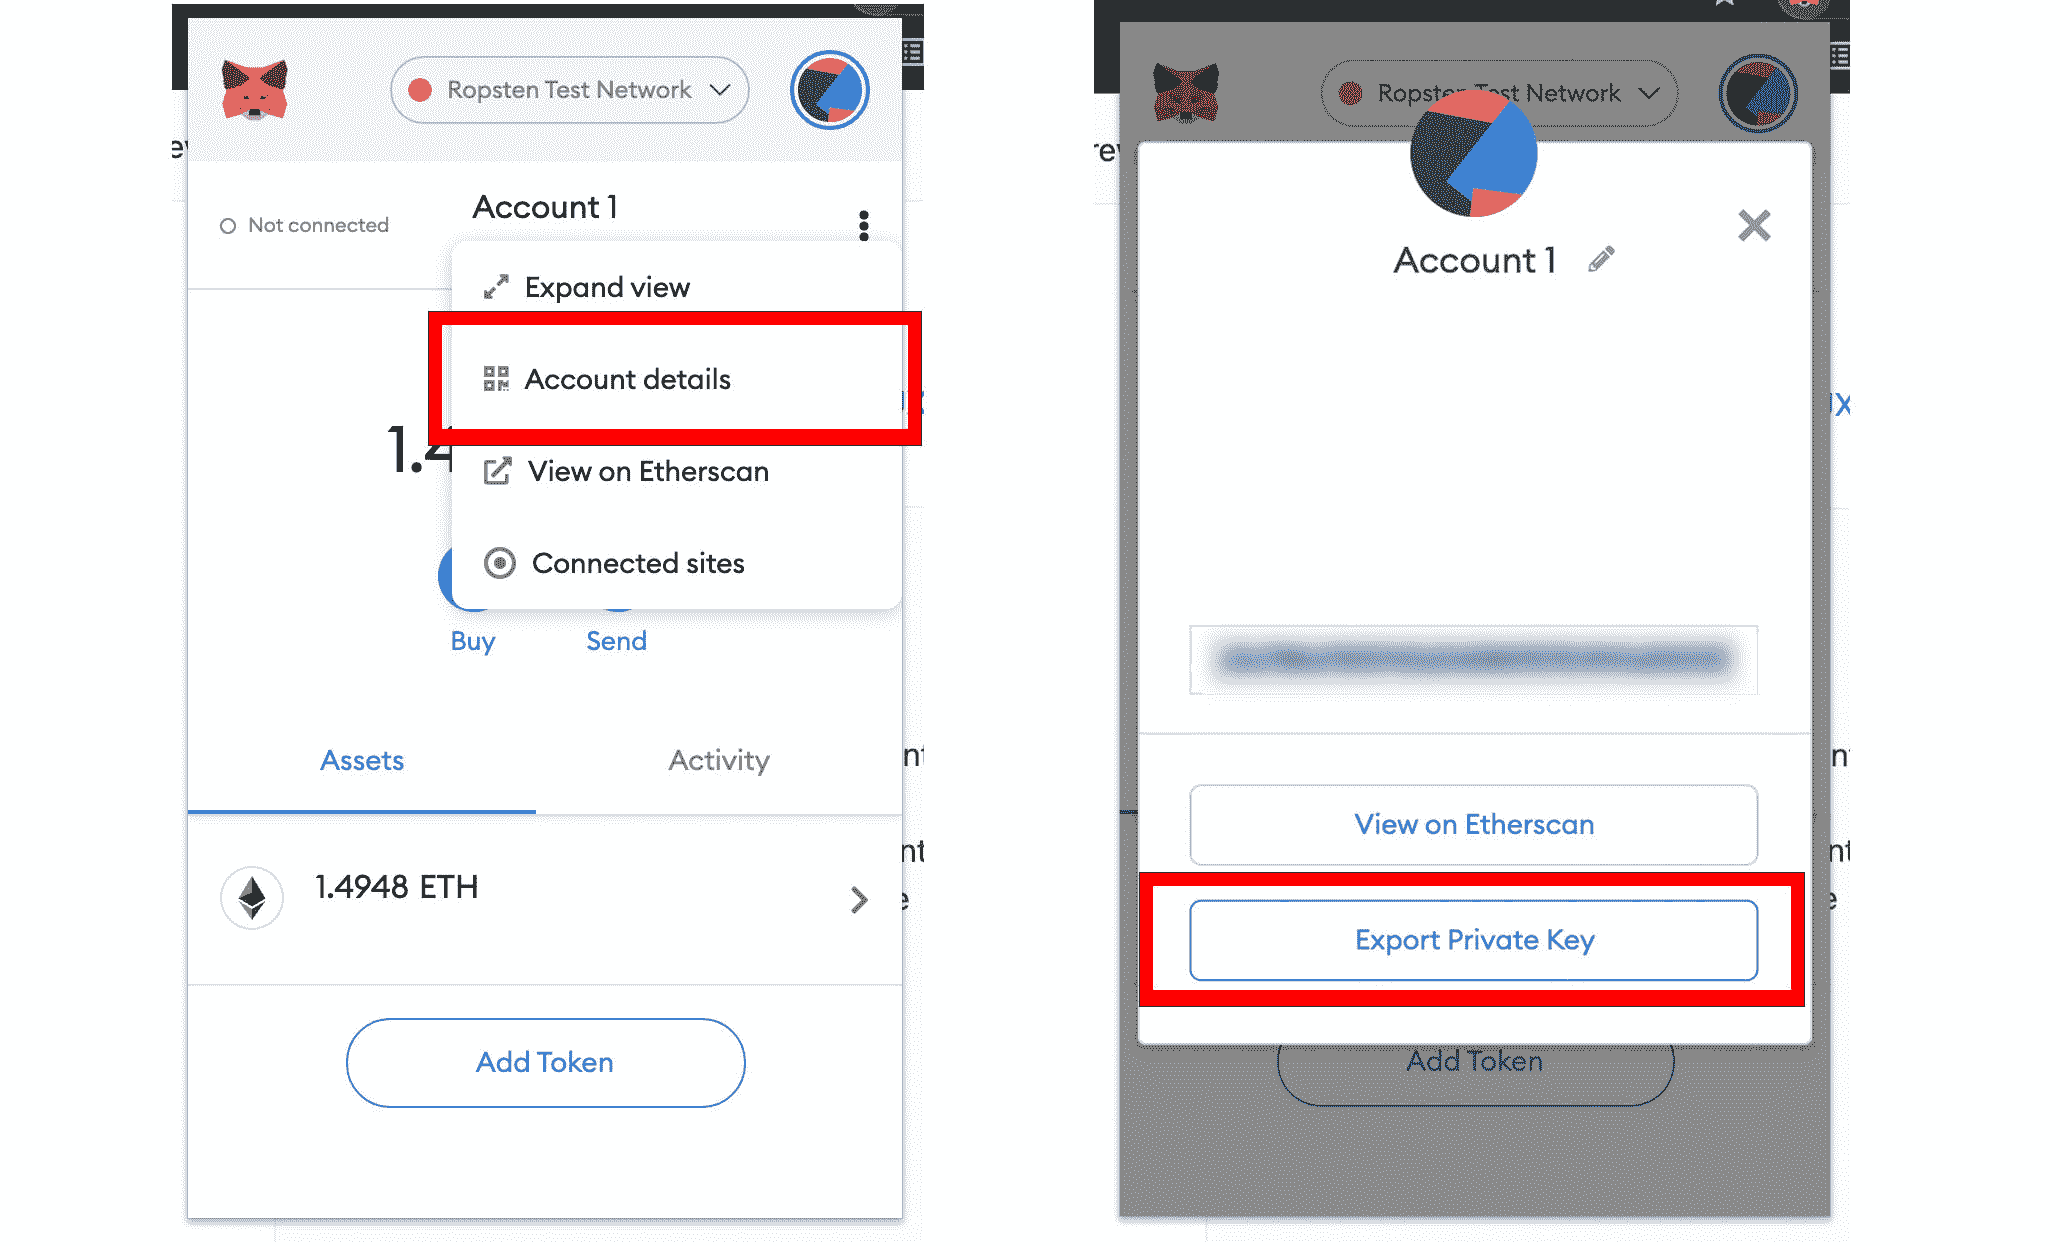 Ropsten Test Network
Not connected
Account 1
Expand view
Account details
View on Etherscan
Connected sites
1.4
Buy
Send
Assets
Activity
1.4948 ETH
Add Token
Ropsten Test Network
Account 1
View on Etherscan
Export Private Key
Add Token